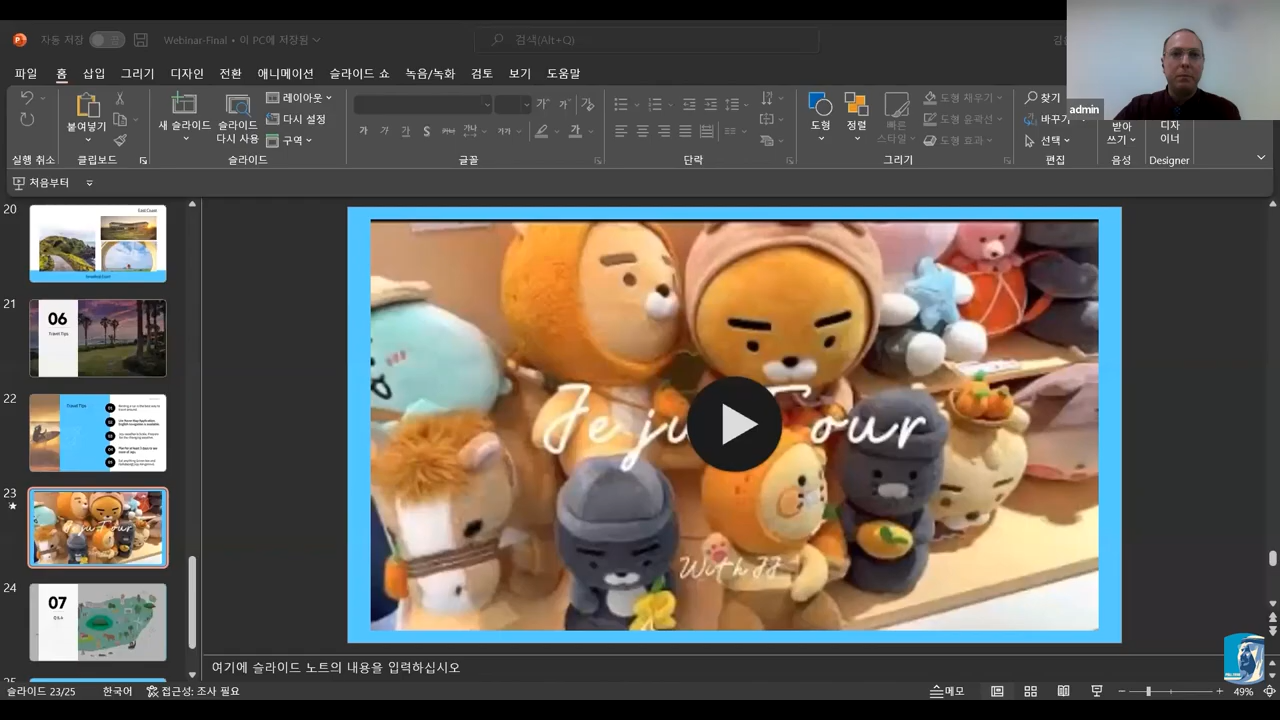 자동 저장
Webinar-Final • 이 PC에 저장됨
검색(Alt+Q)
admin
파일 홈 삽입 그리기 디자인 전환 애니메이션 슬라이드 쇼 녹음/녹화 검토 보기 도움말
붙여넣기
새 슬라이드
슬라이드 다시 사용
레이아웃
다시 설정
구역
도형
정렬
빠른 스타일
도형 채우기
도형 윤곽선
도형 효과
찾기
바꾸기
선택
받아 쓰기
디자 이너
실행 취소 클립보드 슬라이드 글꼴 단락 그리기 편집 음성 Designer
처음부터
20
East Coast
21
06
Travel Tips
22
Travel Tips
23
24
07
Q&A
Jeju Tour
With JJ
여기에 슬라이드 노트의 내용을 입력하십시오
슬라이드 23/25 한국어 접근성: 조사 필요 메모 49%